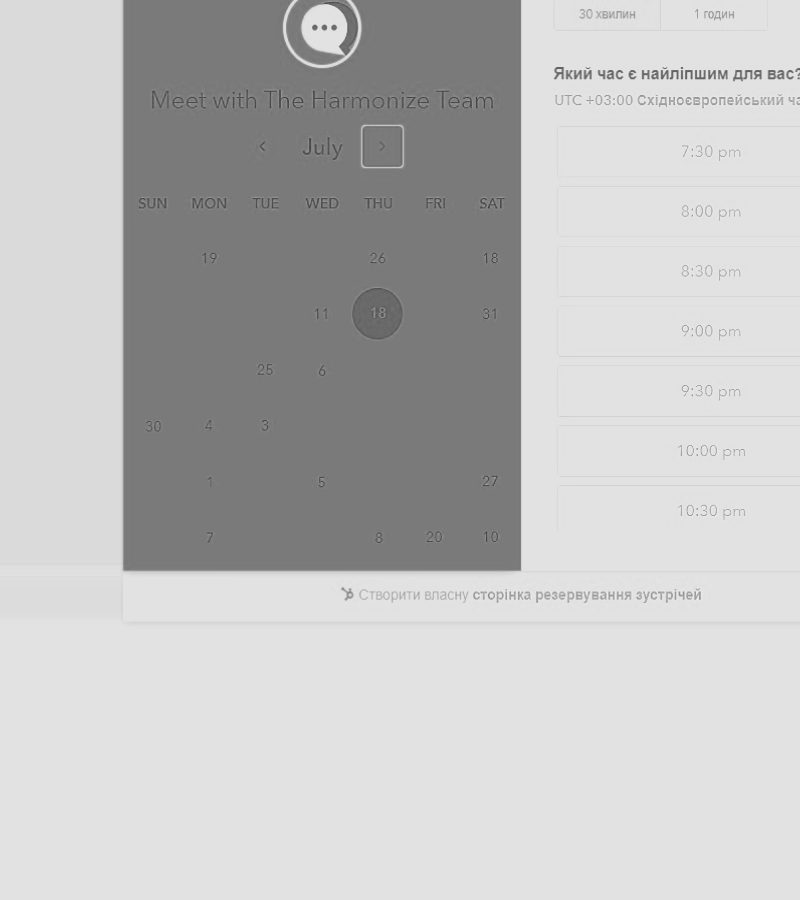 30 хвилин 1 годин
Meet with The Harmonize Team
July
SUN MON TUE WED THU FRI SAT
19 26 18
11 18 31
25 6
30 4 3
1 5 27
7 8 20 10
Який час є найліпшим для вас?
UTC +03:00 Східноєвропейський
7:30 pm
8:00 pm
8:30 pm
9:00 pm
9:30 pm
10:00 pm
10:30 pm
Створити власну сторінка резервування зустрічей